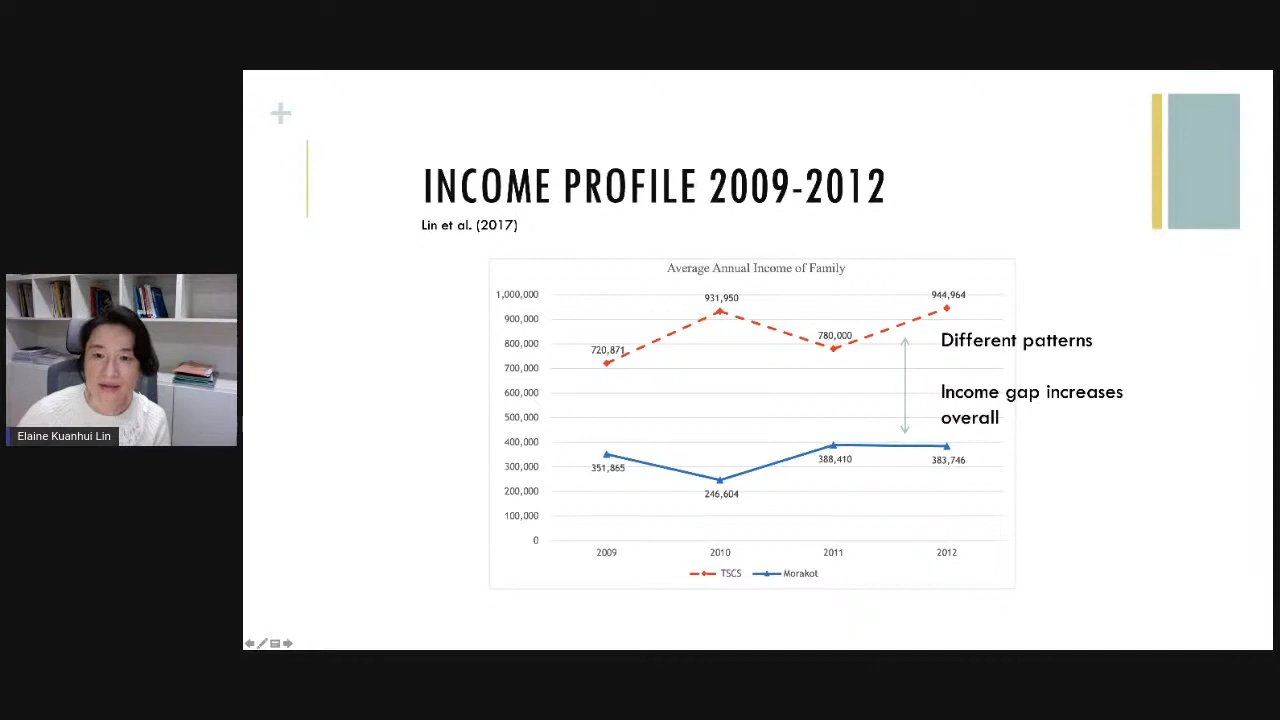 INCOME PROFILE 2009-2012
Lin et al. (2017)
Average Annual Income of Family
1,000,000
900,000
800,000
700,000
600,000
500,000
400,000
300,000
200,000
100,000
0
720,871
931,950
780,000
944,964
351,865
246,604
388,410
383,746
2009
2010
2011
2012
TSCS
Morakot
Different patterns
Income gap increases
overall
Elaine Kuanhui Lin